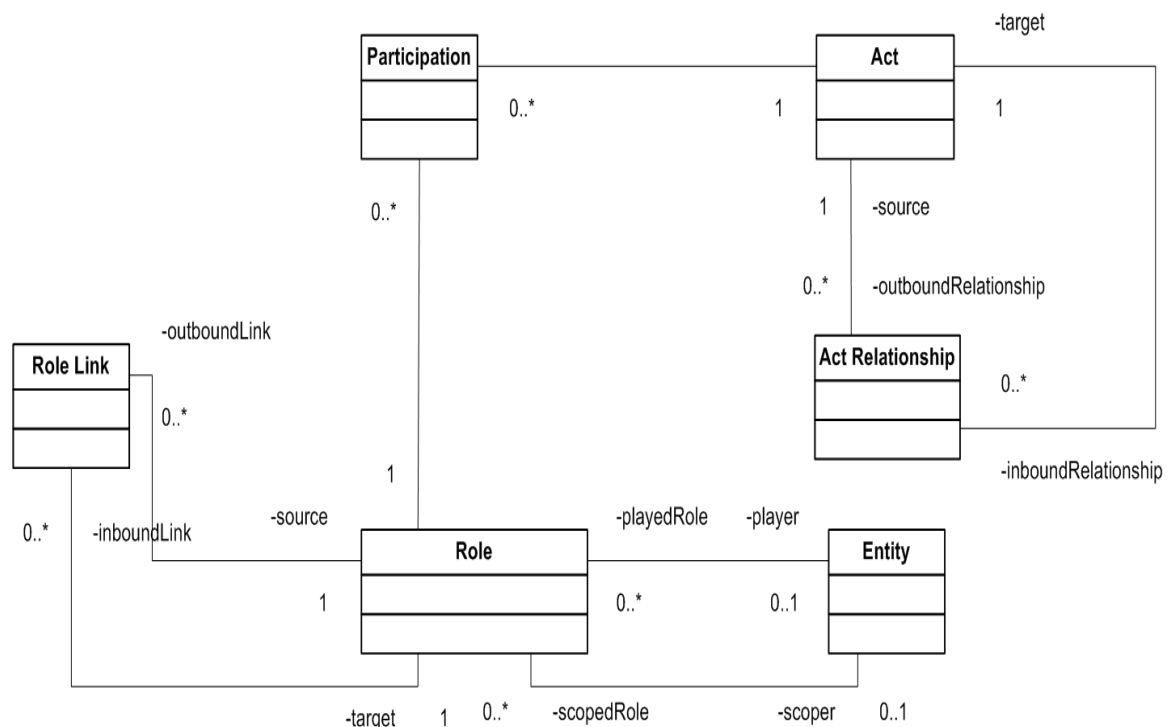 -target
Participation
Act
0..*
1
1
0..*
1
-source
0..*
-outboundRelationship
-outboundLink
Role Link
Act Relationship
0..*
0..*
-inboundRelationship
1
0..*
-inboundLink
-source
-playedRole
-player
Role
Entity
1
0..*
0..1
-target
1
0..*
-scopedRole
-scoper
0..1